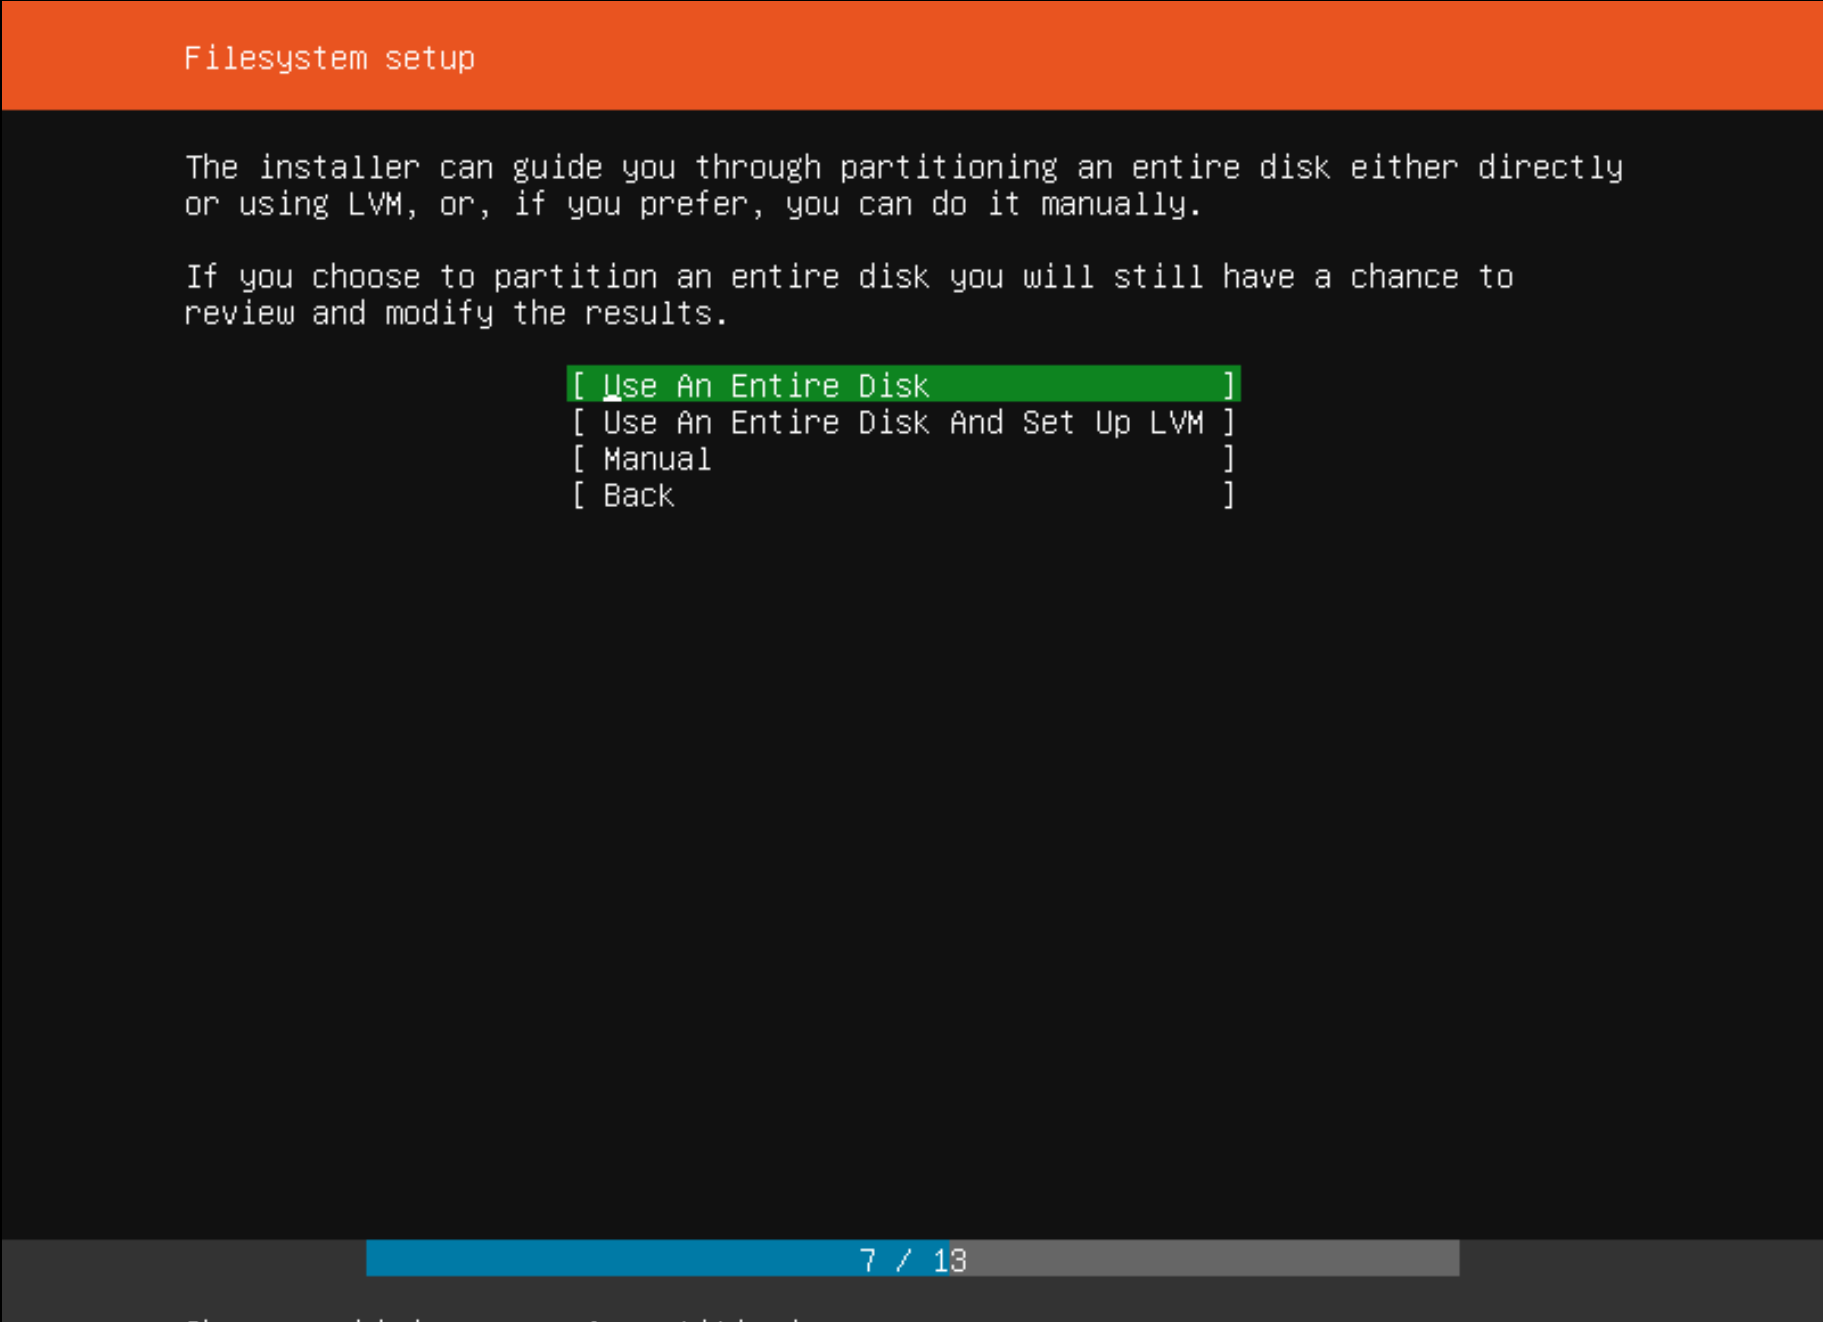 Filesystem setup
The installer can guide you through partitioning an entire disk either directly
or using LVM, or, if you prefer, you can do it manually.
If you choose to partition an entire disk you will still have a chance to
review and modify the results.
[ Use An Entire Disk ]
[ Use An Entire Disk And Set Up LVM ]
[ Manual ]
[ Back ]
7 / 13